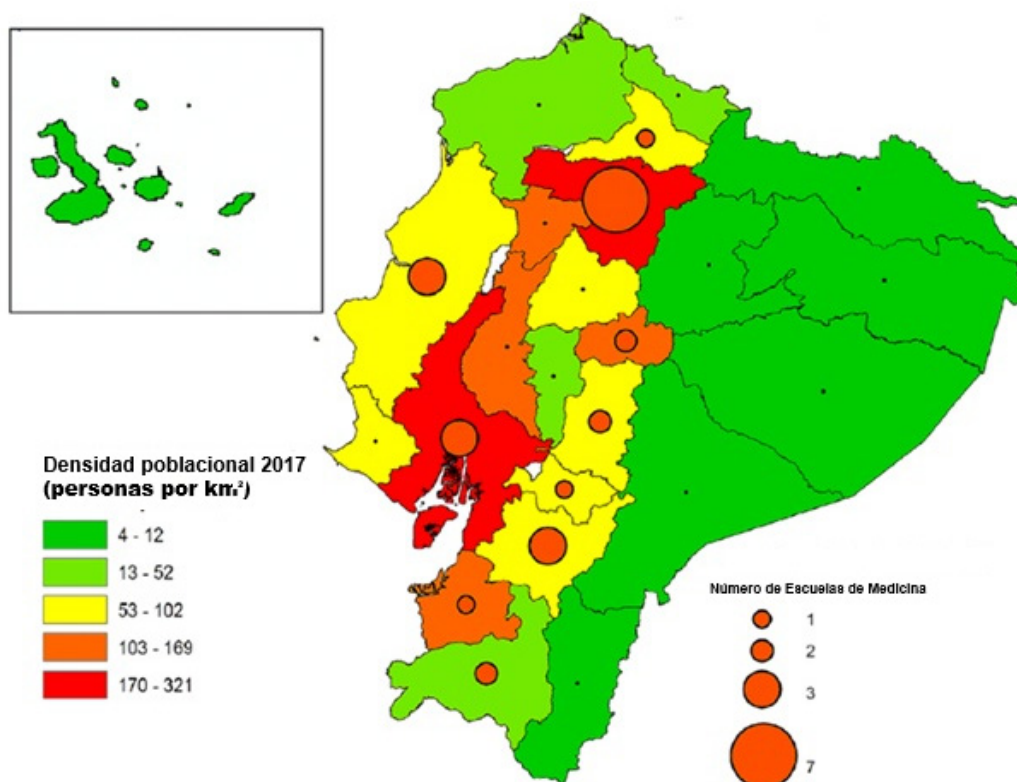 Densidad poblacional 2017
(personas por km²)
4 - 12
13 - 52
53 - 102
103 - 169
170 - 321
Número de Escuelas de Medicina
1
2
3
7